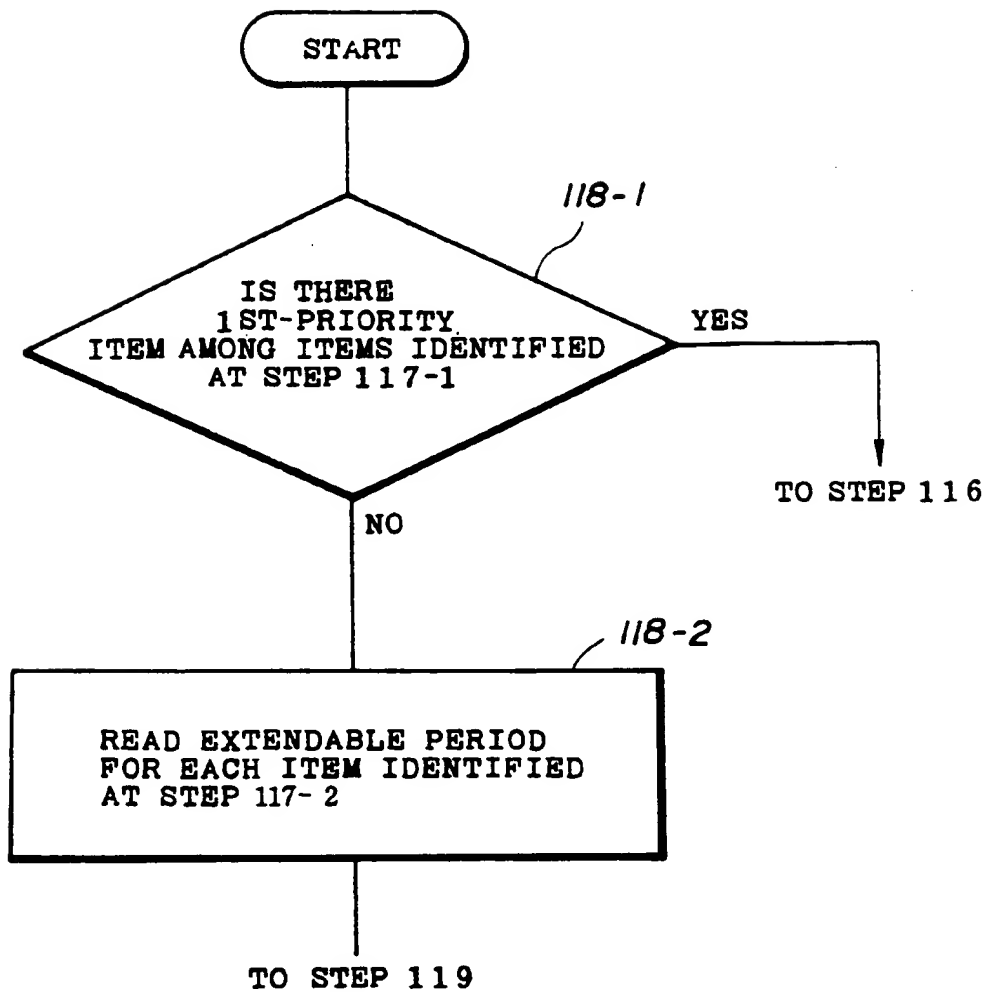 START
118-1
IS THERE
1ST-PRIORITY
ITEM AMONG ITEMS IDENTIFIED
AT STEP 117-1
YES
TO STEP 116
NO
118-2
READ EXTENDABLE PERIOD
FOR EACH ITEM IDENTIFIED
AT STEP 117-2
TO STEP 119